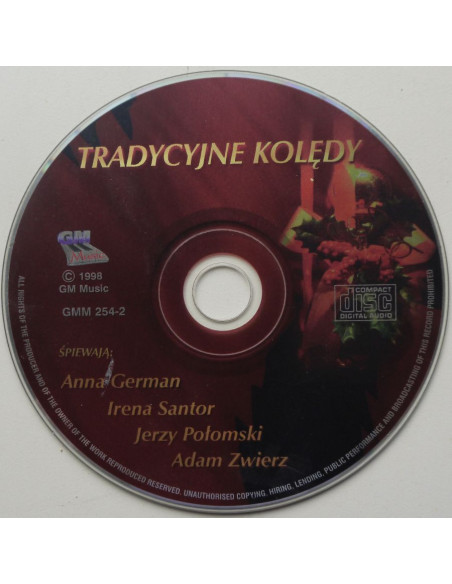 TRADYCYJNE KOLĘDY
GM
Music
© 1998
GM Music
GMM 254-2
COMPACT
disc
DIGITAL AUDIO
ŚPIEWAJĄ:
Anna German
Irena Santor
Jerzy Połomski
Adam Zwierz
ALL RIGHTS OF THE PRODUCER AND OF THE OWNER OF THE WORK REPRODUCED RESERVED. UNAUTHORISED COPYING, HIRING, LENDING, PUBLIC PERFORMANCE AND BROADCASTING OF THIS RECORD PROHIBITED